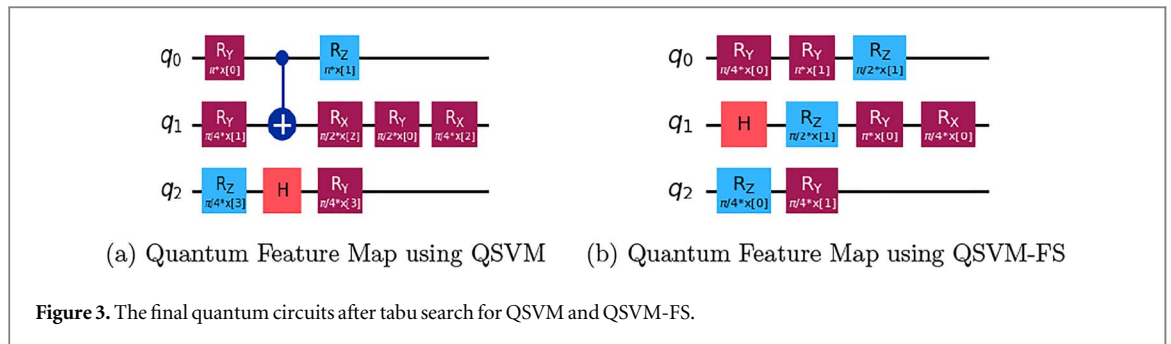 q0 RY π*x[0] RZ π*x[1]
q1 RY π/4*x[1] + RX π/2*x[2] RY π/2*x[0] RX π/4*x[2]
q2 RZ π/4*x[3] H RY π/4*x[3]
(a) Quantum Feature Map using QSVM
q0 RY π/4*x[0] RY π*x[1] RZ π/2*x[1]
q1 H RZ π/2*x[1] RY π*x[0] RX π/4*x[0]
q2 RZ π/4*x[0] RY π/4*x[1]
(b) Quantum Feature Map using QSVM-FS
Figure 3. The final quantum circuits after tabu search for QSVM and QSVM-FS.